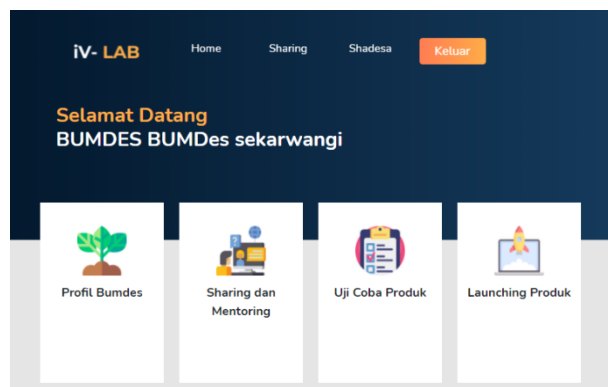 iV- LAB
Home
Sharing
Shadesa
Keluar
Selamat Datang
BUMDES BUMDes sekarwangi
Profil Bumdes
Sharing dan
Mentoring
Uji Coba Produk
Launching Produk